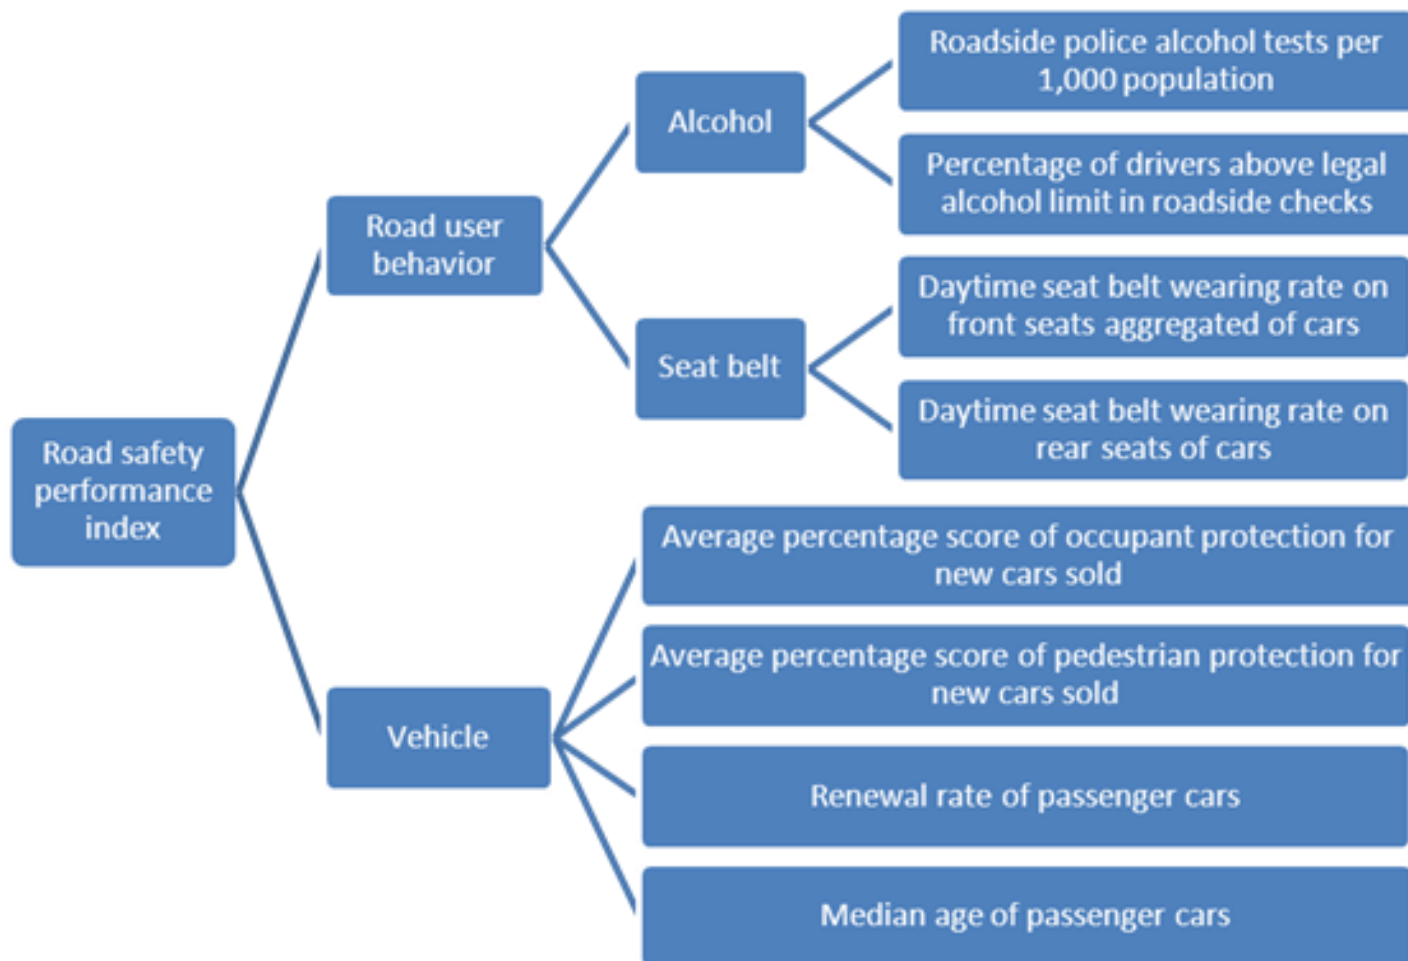 Road safety
performance
index
Road user
behavior
Alcohol
Roadside police alcohol tests per
1,000 population
Percentage of drivers above legal
alcohol limit in roadside checks
Seat belt
Daytime seat belt wearing rate on
front seats aggregated of cars
Daytime seat belt wearing rate on
rear seats of cars
Vehicle
Average percentage score of occupant protection for
new cars sold
Average percentage score of pedestrian protection for
new cars sold
Renewal rate of passenger cars
Median age of passenger cars